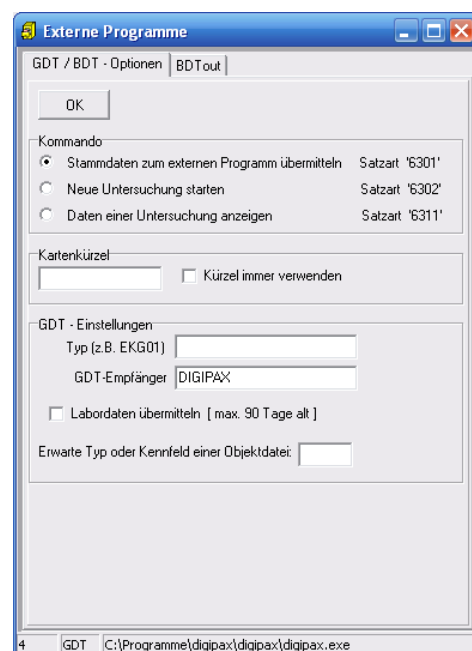 Externe Programme
GDT / BDT - Optionen BDTout
OK
Kommando
Stammdaten zum externen Programm übermitteln Satzart '6301'
Neue Untersuchung starten Satzart '6302'
Daten einer Untersuchung anzeigen Satzart '6311'
Kartenkürzel
Kürzel immer verwenden
GDT - Einstellungen
Typ (z.B. EKG01)
GDT-Empfänger DIGIPAX
Labordaten übermitteln [ max. 90 Tage alt ]
Erwarte Typ oder Kennfeld einer Objektdatei:
4 GDT C:\Programme\digipax\digipax\digipax.exe